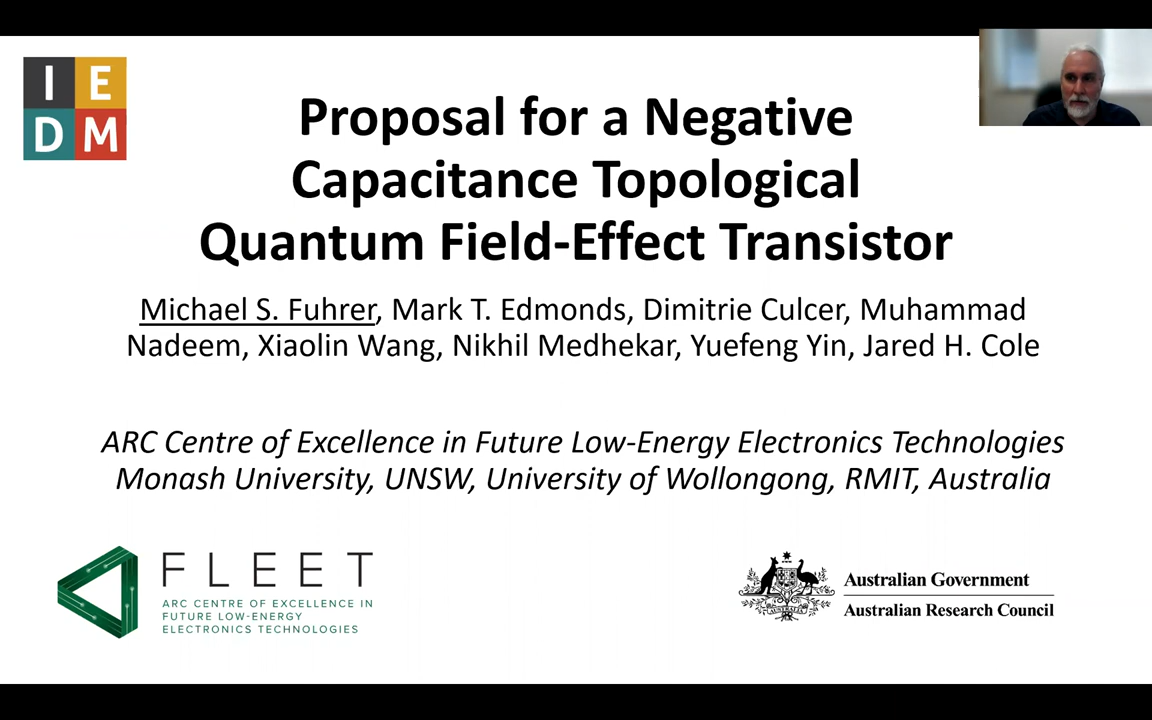 IE
DM
Proposal for a Negative
Capacitance Topological
Quantum Field-Effect Transistor
Michael S. Fuhrer, Mark T. Edmonds, Dimitrie Culcer, Muhammad
Nadeem, Xiaolin Wang, Nikhil Medhekar, Yuefeng Yin, Jared H. Cole
ARC Centre of Excellence in Future Low-Energy Electronics Technologies
Monash University, UNSW, University of Wollongong, RMIT, Australia
FLEET
ARC CENTRE OF EXCELLENCE IN
FUTURE LOW-ENERGY
ELECTRONICS TECHNOLOGIES
AUSTRALIA
Australian Government
Australian Research Council